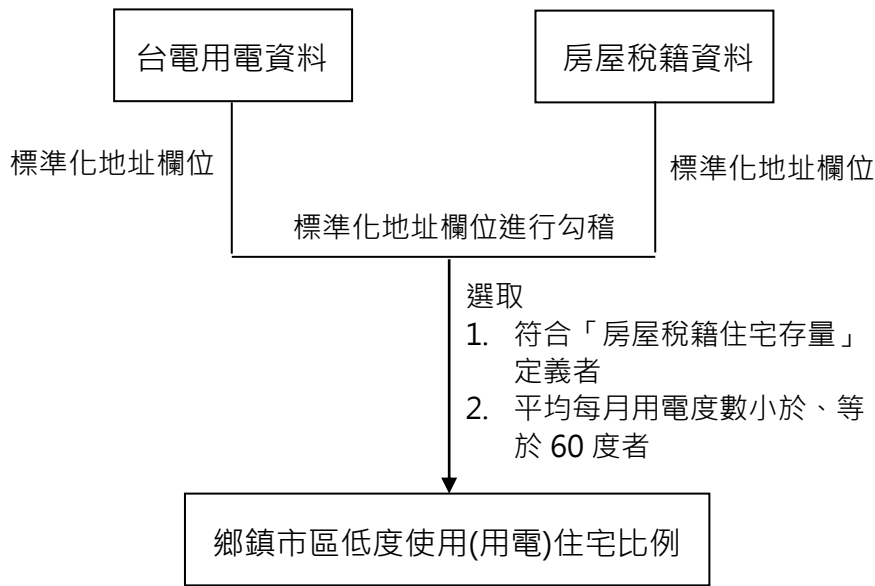 台電用電資料
房屋稅籍資料
標準化地址欄位
標準化地址欄位
標準化地址欄位進行勾稽
選取
1. 符合「房屋稅籍住宅存量」
定義者
2. 平均每月用電度數小於、等
於 60 度者
鄉鎮市區低度使用(用電)住宅比例